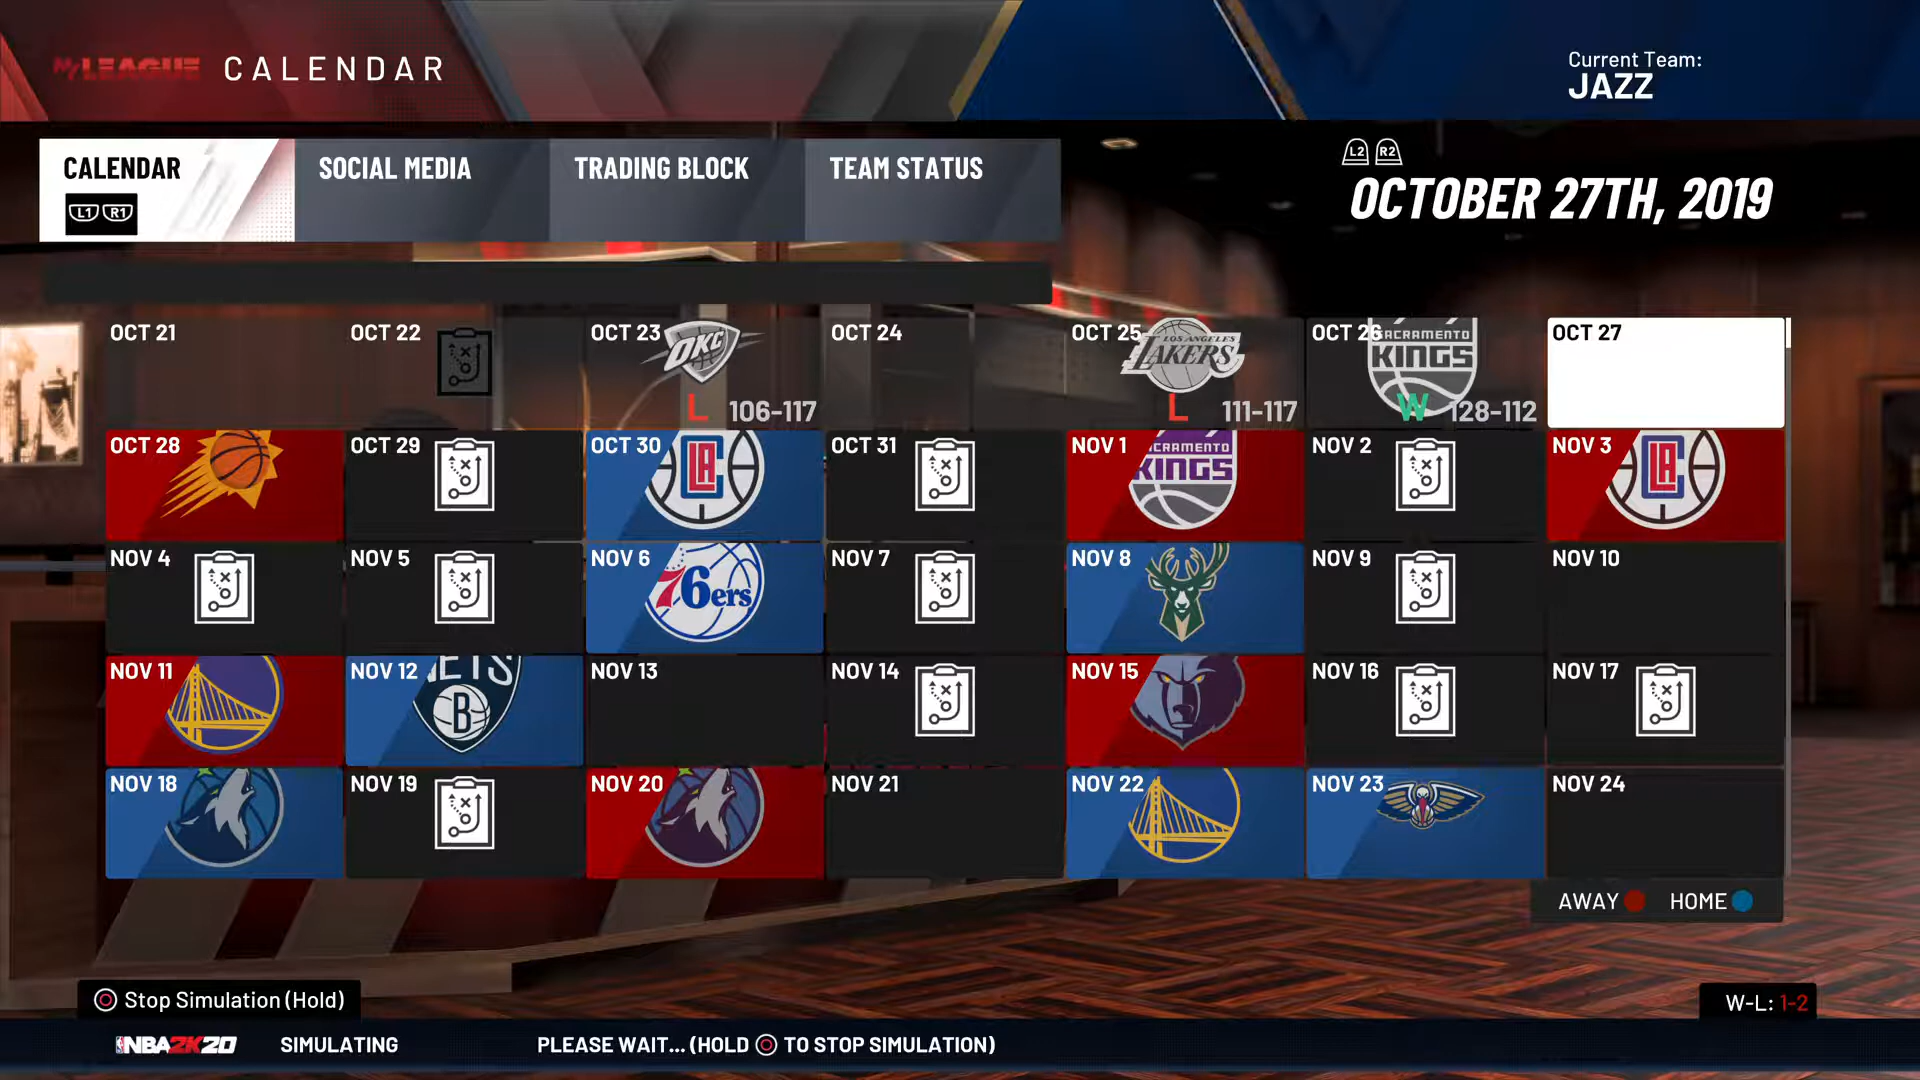 MyLEAGUE CALENDAR
Current Team:
JAZZ
CALENDAR
L1 R1
SOCIAL MEDIA
TRADING BLOCK
TEAM STATUS
L2 R2
OCTOBER 27TH, 2019
OCT 21
OCT 22
OCT 23
OKC
L 106-117
OCT 24
OCT 25
LOS ANGELES
LAKERS
L 111-117
OCT 26
SACRAMENTO
KINGS
W 128-112
OCT 27
OCT 28
OCT 29
OCT 30
LA
OCT 31
NOV 1
CRAMENTO
KINGS
NOV 2
NOV 3
LA
NOV 4
NOV 5
NOV 6
76ers
NOV 7
NOV 8
NOV 9
NOV 10
NOV 11
NOV 12
NETS
B
NOV 13
NOV 14
NOV 15
NOV 16
NOV 17
NOV 18
NOV 19
NOV 20
NOV 21
NOV 22
NOV 23
NOV 24
AWAY HOME
Stop Simulation (Hold)
W-L: 1-2
NBA 2K20 SIMULATING PLEASE WAIT... (HOLD TO STOP SIMULATION)